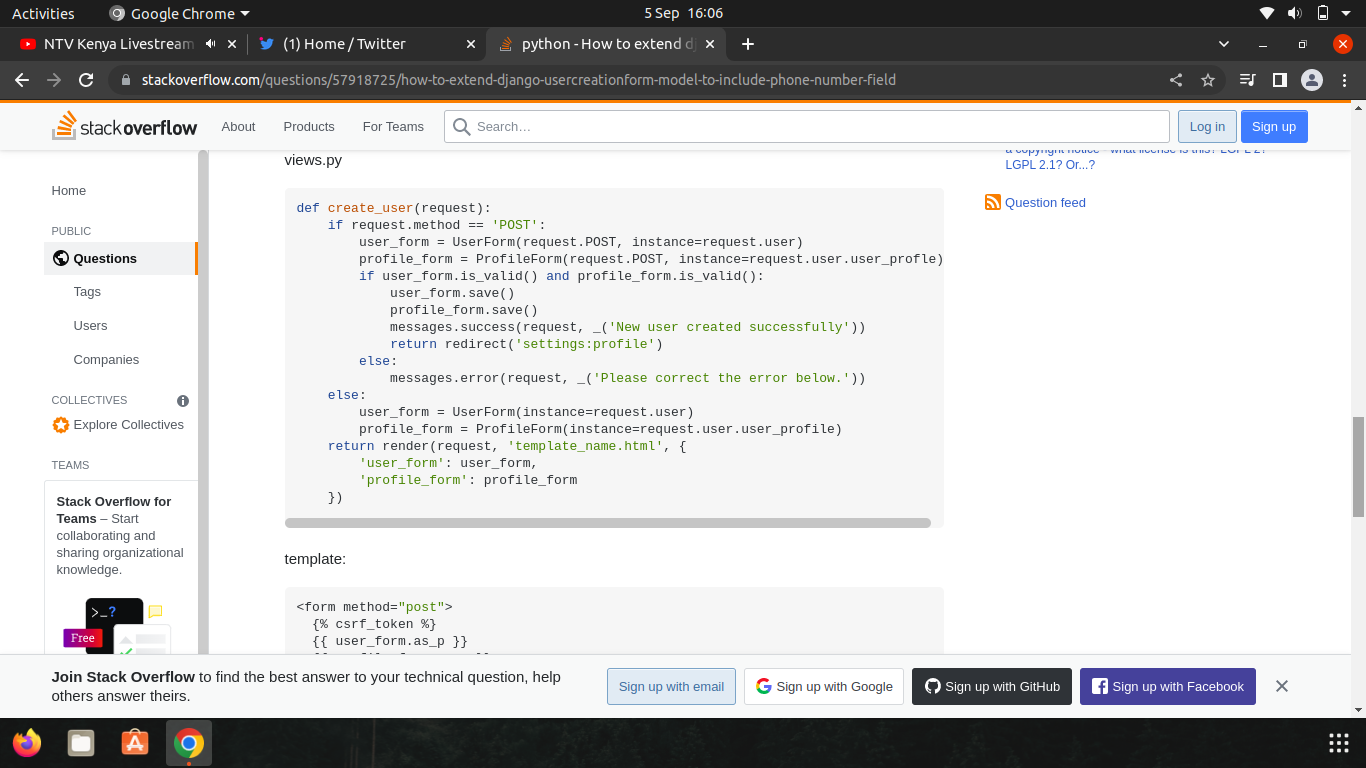 Activities
Google Chrome
5 Sep 16:06
NTV Kenya Livestream
(1) Home / Twitter
python - How to extend dj
stackoverflow.com/questions/57918725/how-to-extend-django-usercreationform-model-to-include-phone-number-field
stackoverflow
About
Products
For Teams
Search…
Log in
Sign up
a copyright notice - what license is this? LGPL 2?
LGPL 2.1? Or...?
Question feed
Home
PUBLIC
Questions
Tags
Users
Companies
COLLECTIVES
Explore Collectives
TEAMS
Stack Overflow for
Teams – Start
collaborating and
sharing organizational
knowledge.
>_?
Free
views.py
def create_user(request):
    if request.method == 'POST':
        user_form = UserForm(request.POST, instance=request.user)
        profile_form = ProfileForm(request.POST, instance=request.user.user_profle)
        if user_form.is_valid() and profile_form.is_valid():
            user_form.save()
            profile_form.save()
            messages.success(request, _('New user created successfully'))
            return redirect('settings:profile')
        else:
            messages.error(request, _('Please correct the error below.'))
    else:
        user_form = UserForm(instance=request.user)
        profile_form = ProfileForm(instance=request.user.user_profile)
    return render(request, 'template_name.html', {
        'user_form': user_form,
        'profile_form': profile_form
    })
template:
<form method="post">
  {% csrf_token %}
  {{ user_form.as_p }}
Join Stack Overflow to find the best answer to your technical question, help
others answer theirs.
Sign up with email
Sign up with Google
Sign up with GitHub
Sign up with Facebook